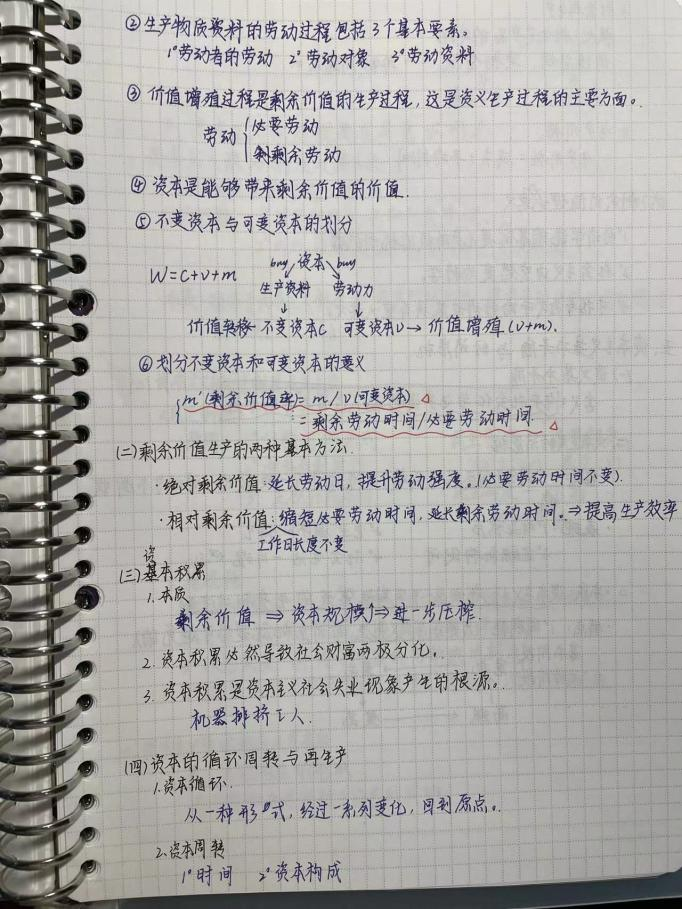 ②生产物质资料的劳动过程包括3个基本要素。
1°劳动者的劳动 2°劳动对象 3°劳动资料
③ 价值增殖过程是剩余价值的生产过程,这是资义生产过程的主要方面。
劳动 { 必要劳动
剩余劳动
④ 资本是能够带来剩余价值的价值.
⑤不变资本与可变资本的划分
buy 资本 buy
W=c+v+m
生产资料 劳动力
↓ ↓
价值转移← 不变资本c 可变资本v→价值增殖(v+m).
⑥划分不变资本和可变资本的意义
{ m'(剩余价值率)= m / v(可变资本) △
= 剩余劳动时间/必要劳动时间. △
(二)剩余价值生产的两种基本方法.
·绝对剩余价值:延长劳动日,提升劳动强度。(必要劳动时间不变).
·相对剩余价值:缩短必要劳动时间,延长剩余劳动时间。⇒提高生产效率
工作日长度不变
资
(三)基本积累
1.本质
剩余价值 ⇒ 资本规模↑⇒进一步压榨.
2.资本积累必然导致社会财富两极分化。
3.资本积累是资本主义社会失业现象产生的根源。
机器排挤工人.
(四)资本的循环周转与再生产
1.资本循环.
从一种形式,经过一系列变化,回到原点。
2.资本周转
1°时间 2°资本构成